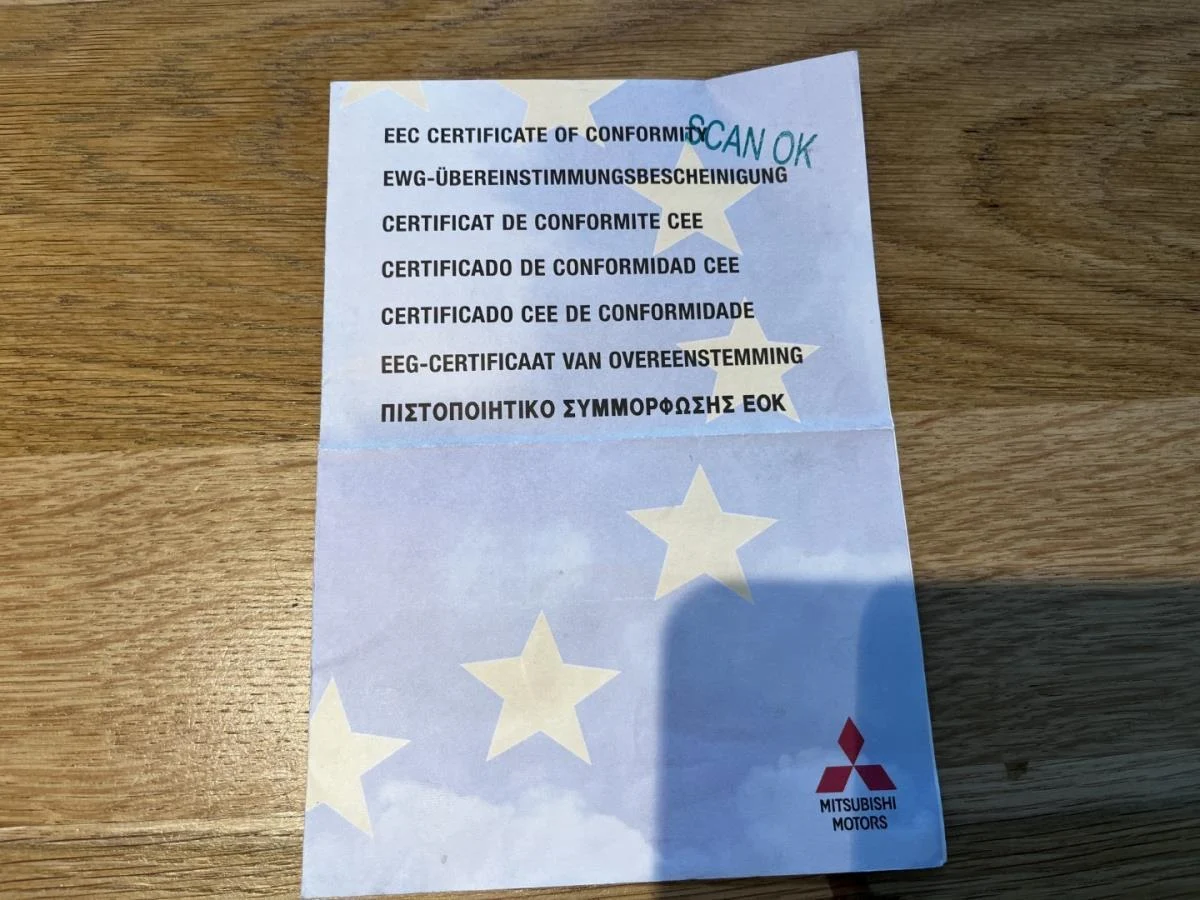 EEC CERTIFICATE OF CONFORMITY
SCAN OK
EWG-ÜBEREINSTIMMUNGSBESCHEINIGUNG
CERTIFICAT DE CONFORMITE CEE
CERTIFICADO DE CONFORMIDAD CEE
CERTIFICADO CEE DE CONFORMIDADE
EEG-CERTIFICAAT VAN OVEREENSTEMMING
ΠΙΣΤΟΠΟΙΗΤΙΚΟ ΣΥΜΜΟΡΦΩΣΗΣ ΕΟΚ
MITSUBISHI
MOTORS